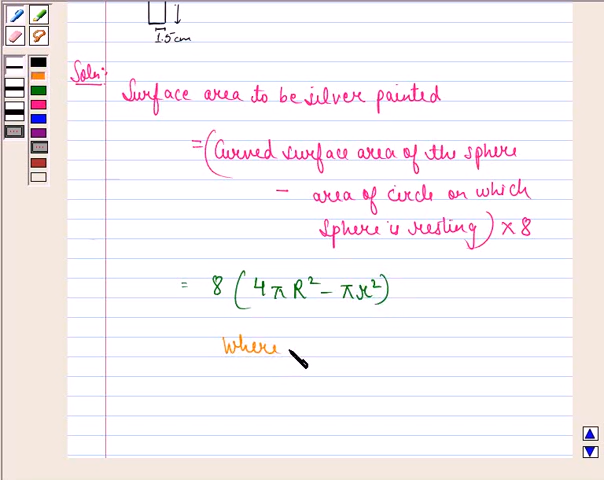 1.5cm
Soln:
Surface area to be silver painted
= (Curved surface area of the sphere
- area of circle on which
sphere is resting) × 8
= 8 (4πR² - πr²)
Where